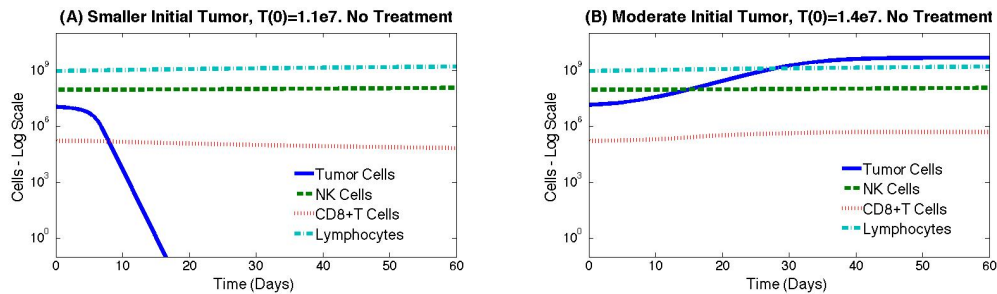 (A) Smaller Initial Tumor, T(0)=1.1e7. No Treatment
Cells - Log Scale
10^9
10^6
10^3
10^0
Tumor Cells
NK Cells
CD8+T Cells
Lymphocytes
0 10 20 30 40 50 60
Time (Days)
(B) Moderate Initial Tumor, T(0)=1.4e7. No Treatment
Cells - Log Scale
10^9
10^6
10^3
10^0
Tumor Cells
NK Cells
CD8+T Cells
Lymphocytes
0 10 20 30 40 50 60
Time (Days)